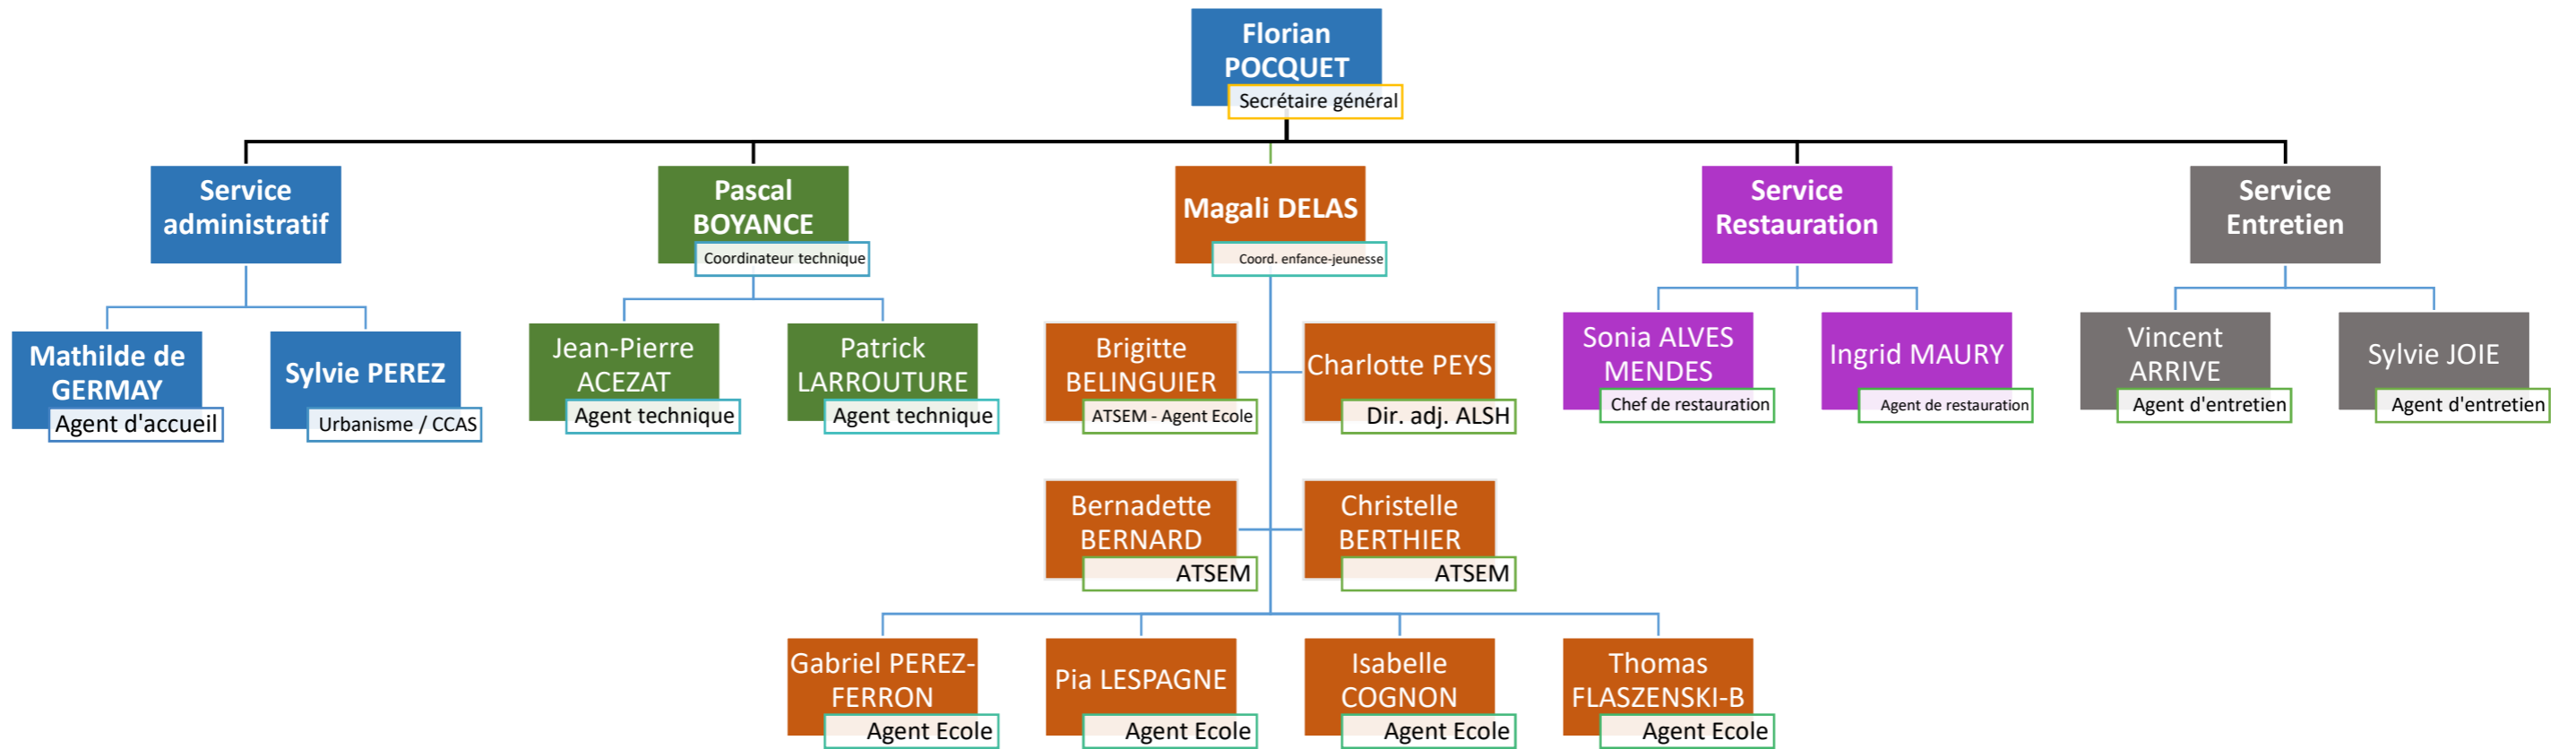 Florian
POCQUET
Secrétaire général
Service
administratif
Pascal
BOYANCE
Coordinateur technique
Magali DELAS
Coord. enfance-jeunesse
Service
Restauration
Service
Entretien
Mathilde de
GERMAY
Agent d'accueil
Sylvie PEREZ
Urbanisme / CCAS
Jean-Pierre
ACEZAT
Agent technique
Patrick
LARROUTURE
Agent technique
Brigitte
BELINGUIER
ATSEM - Agent Ecole
Charlotte PEYS
Dir. adj. ALSH
Sonia ALVES
MENDES
Chef de restauration
Ingrid MAURY
Agent de restauration
Vincent
ARRIVE
Agent d'entretien
Sylvie JOIE
Agent d'entretien
Bernadette
BERNARD
ATSEM
Christelle
BERTHIER
ATSEM
Gabriel PEREZ-
FERRON
Agent Ecole
Pia LESPAGNE
Agent Ecole
Isabelle
COGNON
Agent Ecole
Thomas
FLASZENSKI-B
Agent Ecole